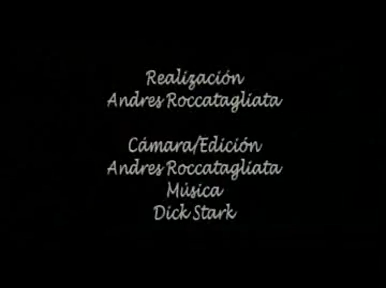 Realización
Andres Roccatagliata
Cámara/Edición
Andres Roccatagliata
Música
Dick Stark